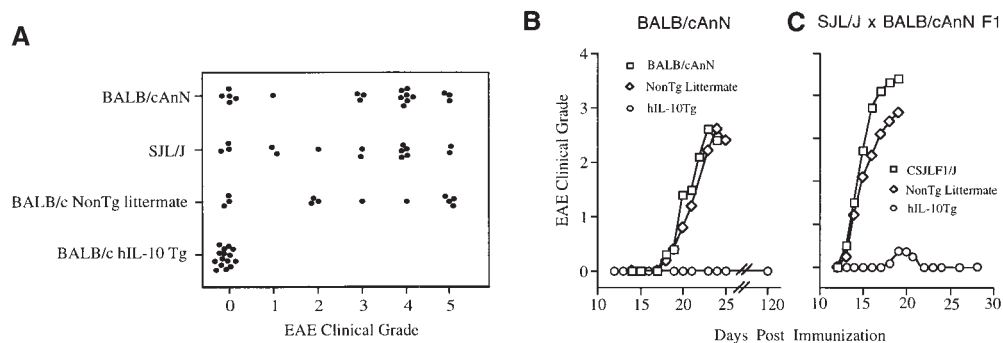 A
BALB/cAnN
SJL/J
BALB/c NonTg littermate
BALB/c hIL-10 Tg
0 1 2 3 4 5
EAE Clinical Grade
B BALB/cAnN
EAE Clinical Grade
4
3
2
1
0
BALB/cAnN
NonTg Littermate
hIL-10Tg
10 15 20 25 120
C SJL/J x BALB/cAnN F1
CSJLF1/J
NonTg Littermate
hIL-10Tg
10 15 20 25 30
Days Post Immunization